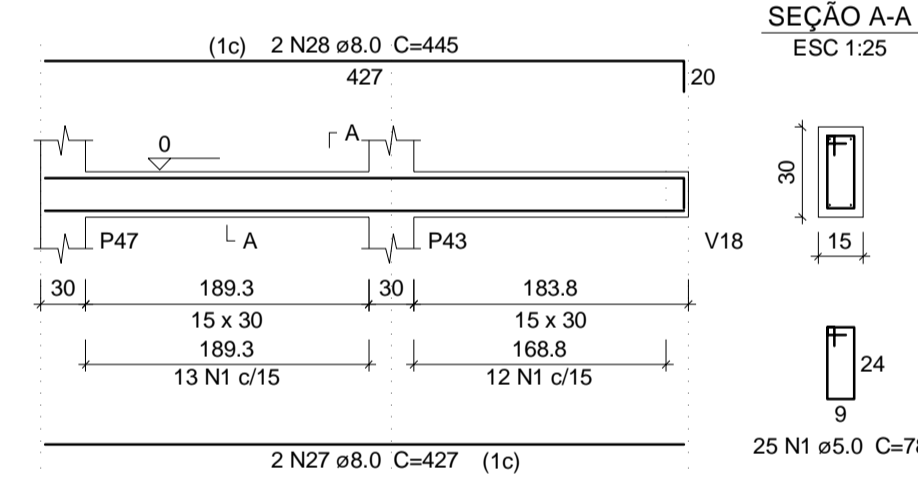 SEÇÃO A-A
ESC 1:25
(1c) 2 N28 ø8.0 C=445
427
20
0
A
A
P47
P43
V18
30
15
30 189.3 30 183.8
15 x 30 15 x 30
189.3 168.8
13 N1 c/15 12 N1 c/15
24
9
25 N1 ø5.0 C=78
2 N27 ø8.0 C=427 (1c)